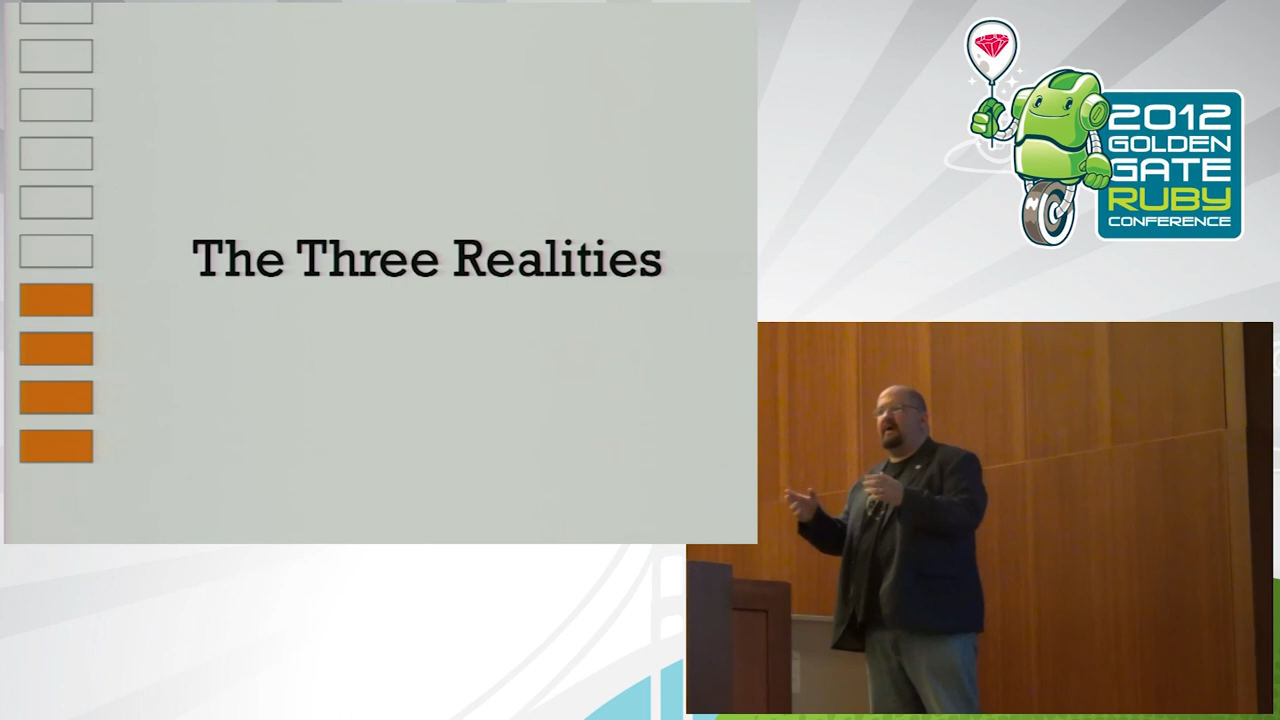 The Three Realities
2012
GOLDEN
GATE
RUBY
CONFERENCE